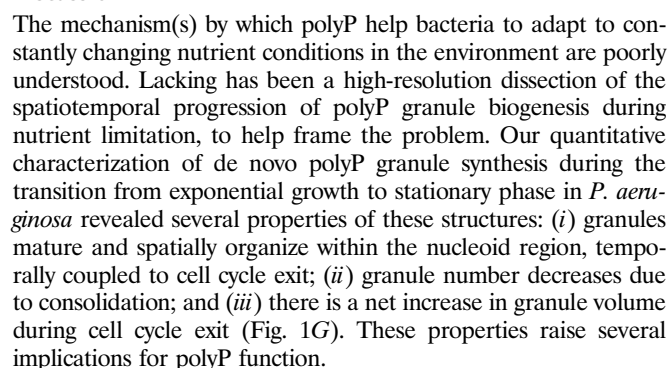 The mechanism(s) by which polyP help bacteria to adapt to con-
stantly changing nutrient conditions in the environment are poorly
understood. Lacking has been a high-resolution dissection of the
spatiotemporal progression of polyP granule biogenesis during
nutrient limitation, to help frame the problem. Our quantitative
characterization of de novo polyP granule synthesis during the
transition from exponential growth to stationary phase in P. aeru-
ginosa revealed several properties of these structures: (i) granules
mature and spatially organize within the nucleoid region, tempo-
rally coupled to cell cycle exit; (ii) granule number decreases due
to consolidation; and (iii) there is a net increase in granule volume
during cell cycle exit (Fig. 1G). These properties raise several
implications for polyP function.